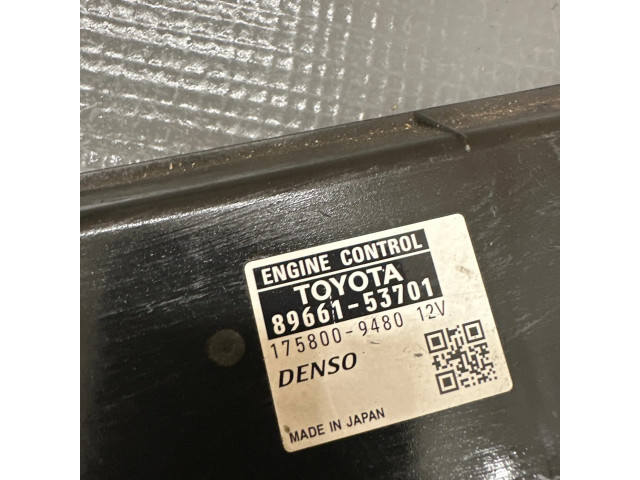 ENGINE CONTROL
TOYOTA
89661-53701
175800-9480 12V
DENSO
MADE IN JAPAN